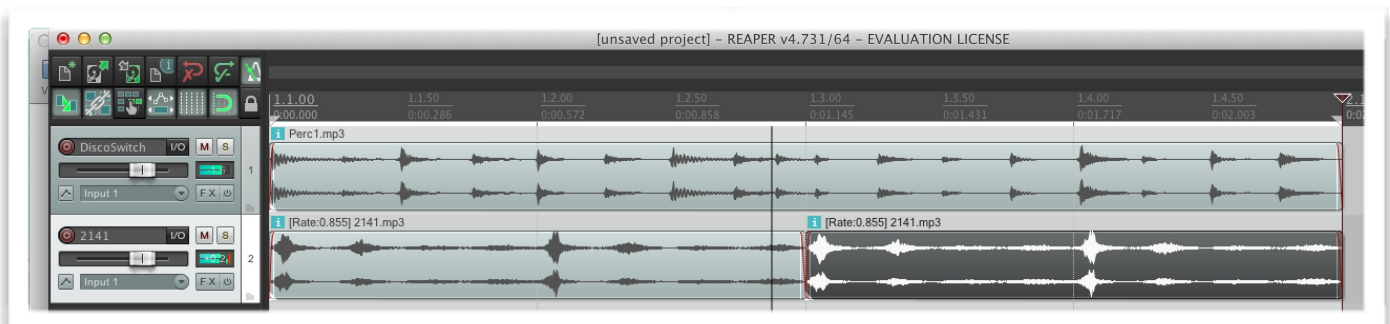 [unsaved project] – REAPER v4.731/64 – EVALUATION LICENSE
1.1.00 1.1.50 1.2.00 1.2.50 1.3.00 1.3.50 1.4.00 1.4.50
0:00.000 0:00.286 0:00.572 0:00.858 0:01.145 0:01.431 0:01.717 0:02.003
Perc1.mp3
DiscoSwitch I/O M S
1
Input 1 FX
[Rate:0.855] 2141.mp3 [Rate:0.855] 2141.mp3
2141 I/O M S
2
Input 1 FX